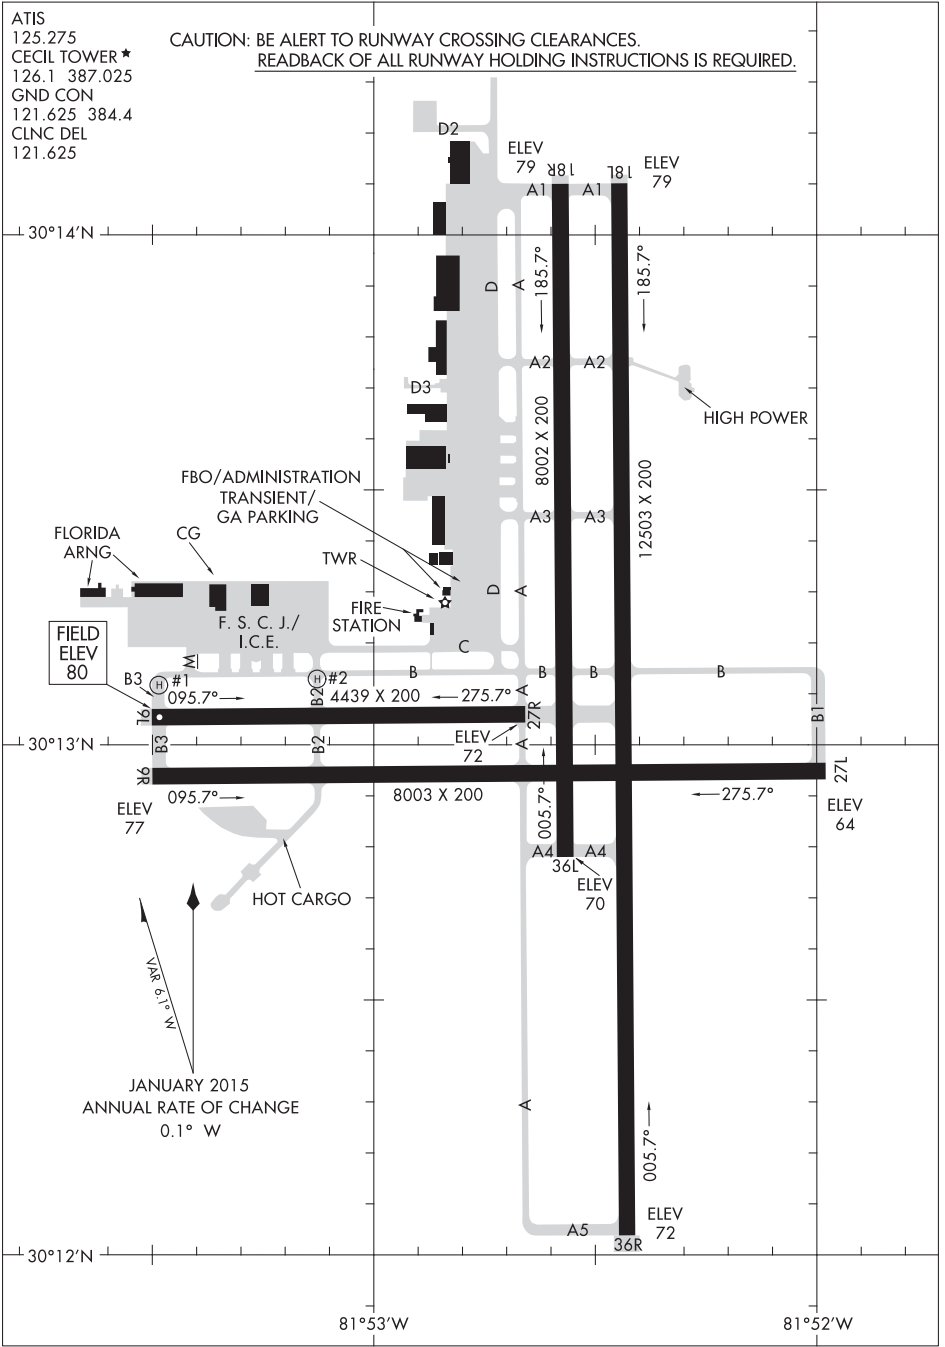 ATIS
125.275
CECIL TOWER ★
126.1 387.025
GND CON
121.625 384.4
CLNC DEL
121.625
CAUTION: BE ALERT TO RUNWAY CROSSING CLEARANCES.
READBACK OF ALL RUNWAY HOLDING INSTRUCTIONS IS REQUIRED.
D2
ELEV
79
18R
18L
ELEV
79
A1
A1
30°14'N
D
A
185.7°
185.7°
A2
A2
D3
HIGH POWER
8002 X 200
12503 X 200
FBO/ADMINISTRATION
TRANSIENT/
GA PARKING
A3
A3
FLORIDA
ARNG
CG
TWR
D
A
FIRE
STATION
F. S. C. J./
I.C.E.
FIELD
ELEV
80
W
C
B3
H #1
H #2
B
B
B
B
095.7°
B2
4439 X 200
275.7°
A
9L
27R
B1
ELEV
72
A
30°13'N
B3
B2
9R
27L
095.7°
8003 X 200
005.7°
275.7°
ELEV
77
ELEV
64
A4
A4
36L
ELEV
70
HOT CARGO
VAR 6.1° W
JANUARY 2015
ANNUAL RATE OF CHANGE
0.1° W
A
005.7°
A5
ELEV
72
36R
30°12'N
81°53'W
81°52'W